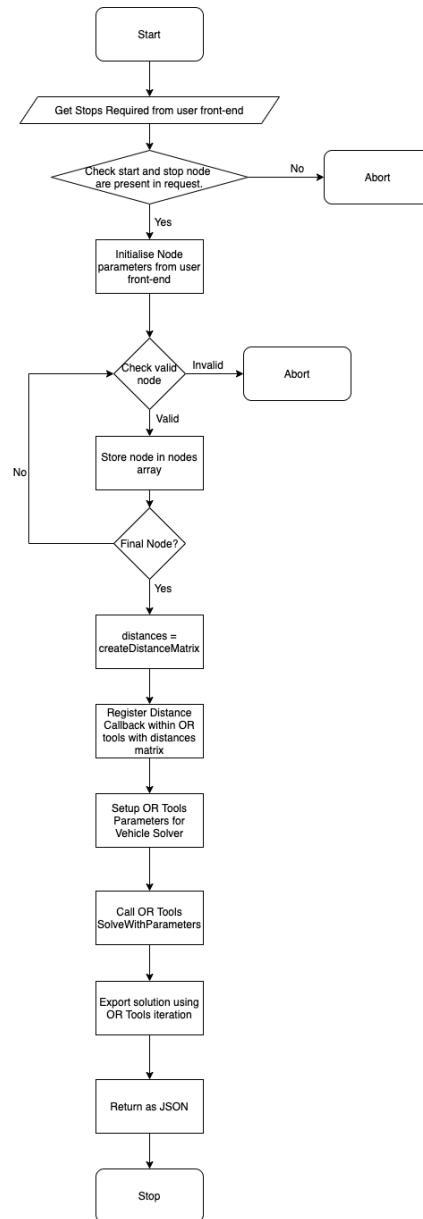 Start
Get Stops Required from user front-end
Check start and stop node
are present in request.
No
Abort
Yes
Initialise Node
parameters from user
front-end
Check valid
node
Invalid
Abort
Valid
Store node in nodes
array
No
Final Node?
Yes
distances =
createDistanceMatrix
Register Distance
Callback within OR
tools with distances
matrix
Setup OR Tools
Parameters for
Vehicle Solver
Call OR Tools
SolveWithParameters
Export solution using
OR Tools iteration
Return as JSON
Stop